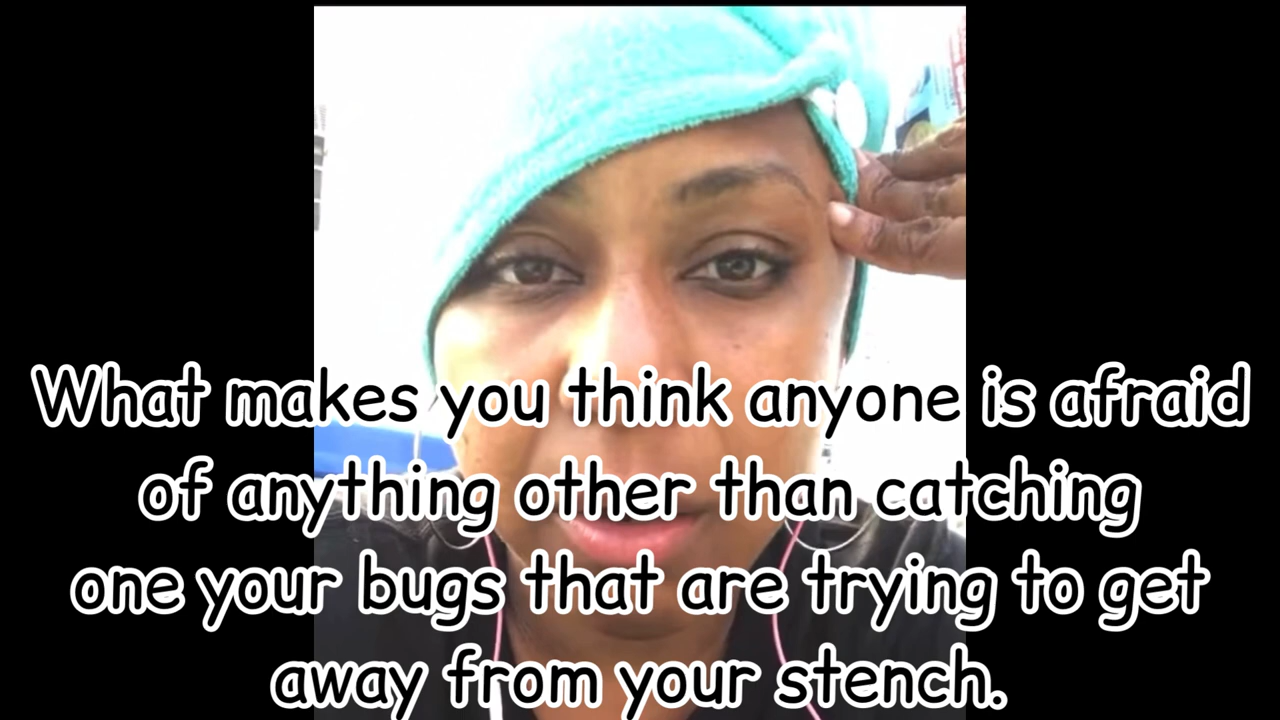 What makes you think anyone is afraid
of anything other than catching
one your bugs that are trying to get
away from your stench.